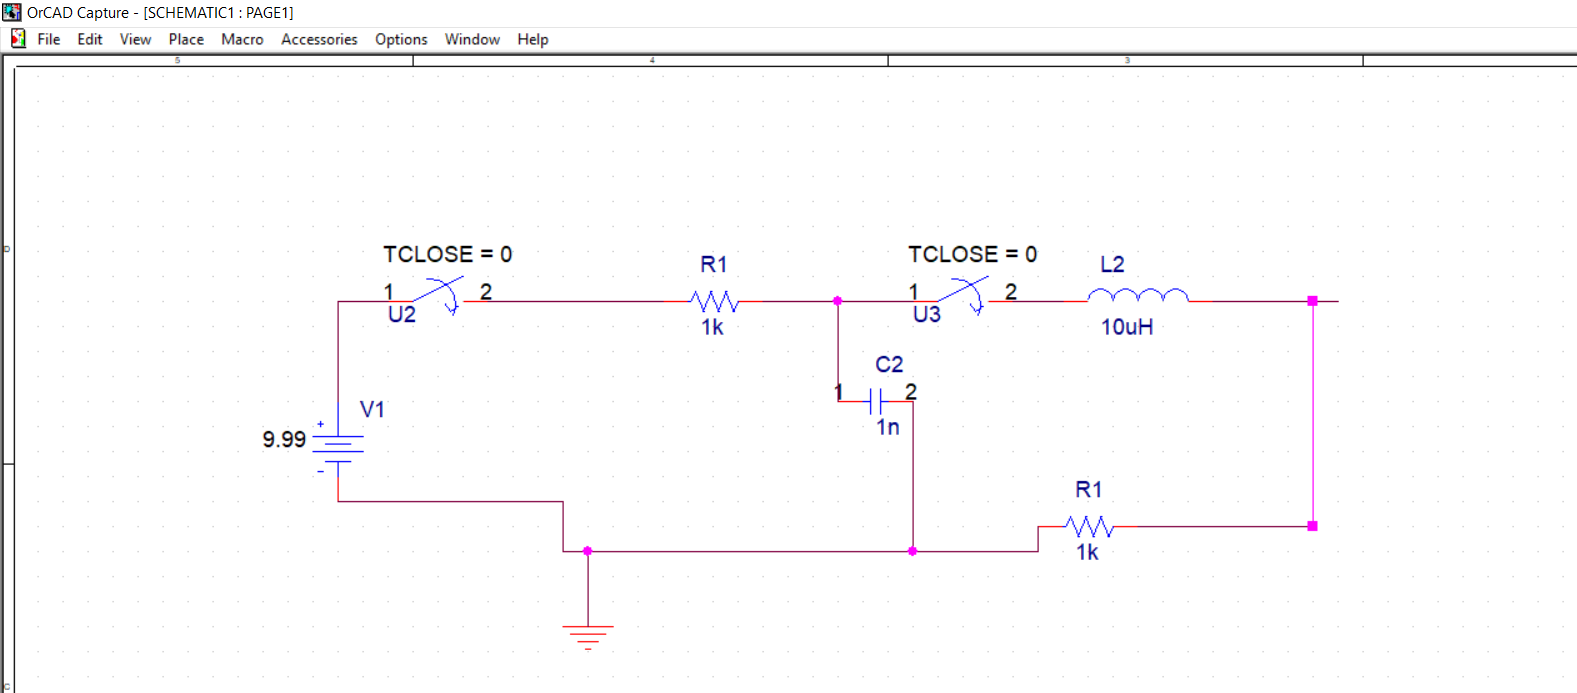 OrCAD Capture - [SCHEMATIC1 : PAGE1]
File Edit View Place Macro Accessories Options Window Help
5 4 3
D
TCLOSE = 0 TCLOSE = 0
R1 L2
1 2 1 2
U2 U3
1k 10uH
C2
1 2
V1
1n
+
9.99
-
R1
1k
C